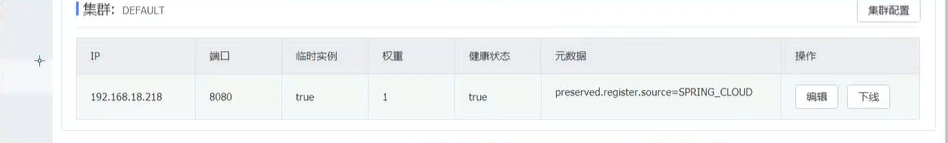 集群: DEFAULT 集群配置
IP 端口 临时实例 权重 健康状态 元数据 操作
192.168.18.218 8080 true 1 true preserved.register.source=SPRING_CLOUD 编辑 下线